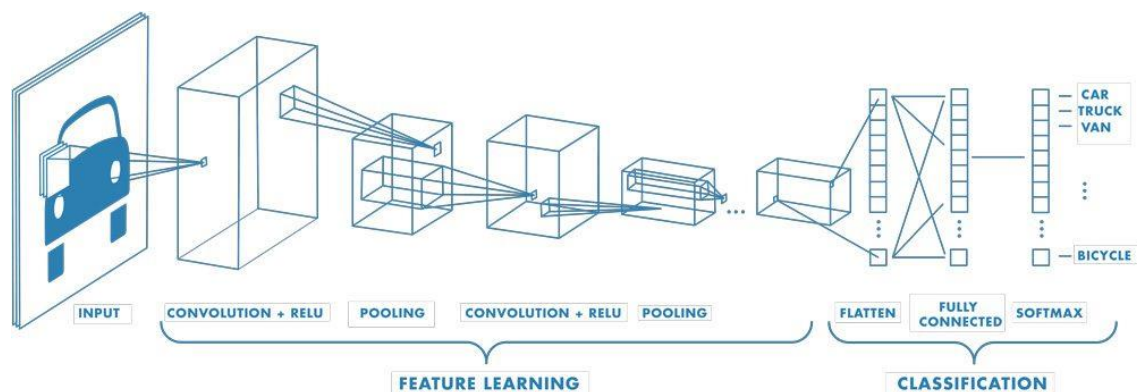 CAR
TRUCK
VAN
BICYCLE
INPUT
CONVOLUTION + RELU
POOLING
CONVOLUTION + RELU
POOLING
FLATTEN
FULLY
CONNECTED
SOFTMAX
FEATURE LEARNING
CLASSIFICATION